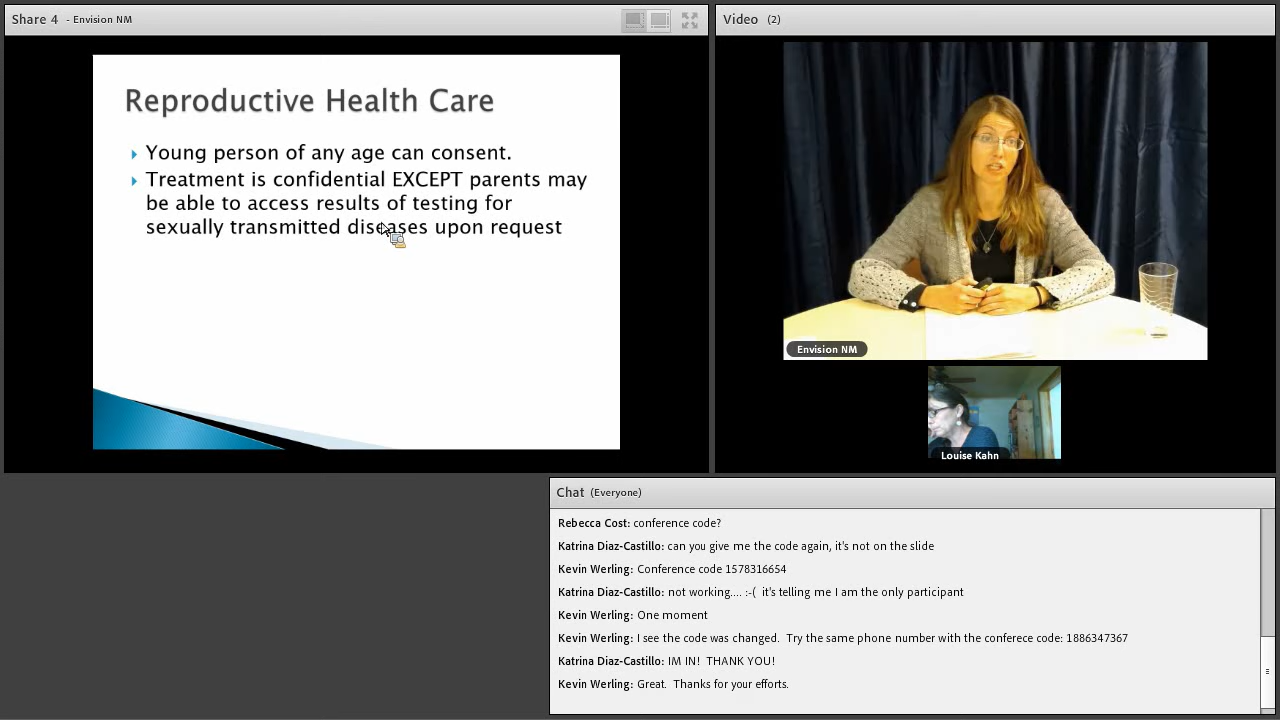 Share 4 - Envision NM
Video (2)
Reproductive Health Care
Young person of any age can consent.
Treatment is confidential EXCEPT parents may
be able to access results of testing for
sexually transmitted diseases upon request
Envision NM
Louise Kahn
Chat (Everyone)
Rebecca Cost: conference code?
Katrina Diaz-Castillo: can you give me the code again, it's not on the slide
Kevin Werling: Conference code 1578316654
Katrina Diaz-Castillo: not working.... :-( it's telling me I am the only participant
Kevin Werling: One moment
Kevin Werling: I see the code was changed. Try the same phone number with the conferece code: 1886347367
Katrina Diaz-Castillo: IM IN! THANK YOU!
Kevin Werling: Great. Thanks for your efforts.